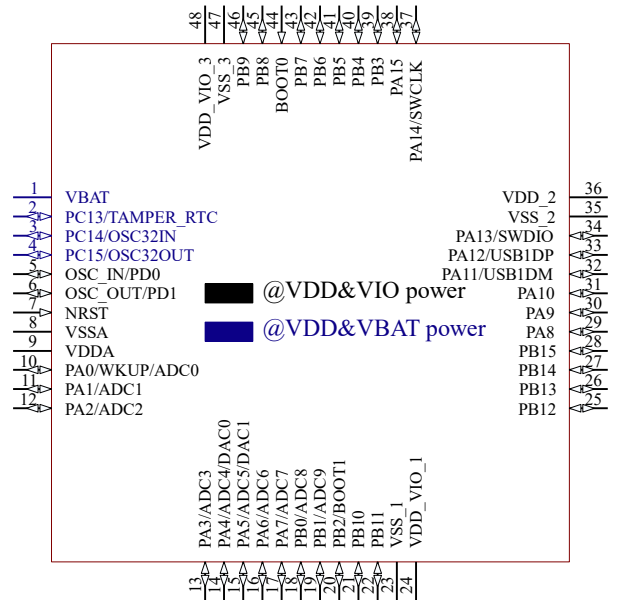 48
47
46
45
44
43
42
41
40
39
38
37
VDD_VIO_3
VSS_3
PB9
PB8
BOOT0
PB7
PB6
PB5
PB4
PB3
PA15
PA14/SWCLK
1 VBAT
2 PC13/TAMPER_RTC
3 PC14/OSC32IN
4 PC15/OSC32OUT
5 OSC_IN/PD0
6 OSC_OUT/PD1
7 NRST
8 VSSA
9 VDDA
10 PA0/WKUP/ADC0
11 PA1/ADC1
12 PA2/ADC2
@VDD&VIO power
@VDD&VBAT power
VDD_2 36
VSS_2 35
PA13/SWDIO 34
PA12/USB1DP 33
PA11/USB1DM 32
PA10 31
PA9 30
PA8 29
PB15 28
PB14 27
PB13 26
PB12 25
PA3/ADC3
PA4/ADC4/DAC0
PA5/ADC5/DAC1
PA6/ADC6
PA7/ADC7
PB0/ADC8
PB1/ADC9
PB2/BOOT1
PB10
PB11
VSS_1
VDD_VIO_1
13
14
15
16
17
18
19
20
21
22
23
24